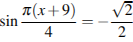 sin π(x+9)/4 = −√2/2